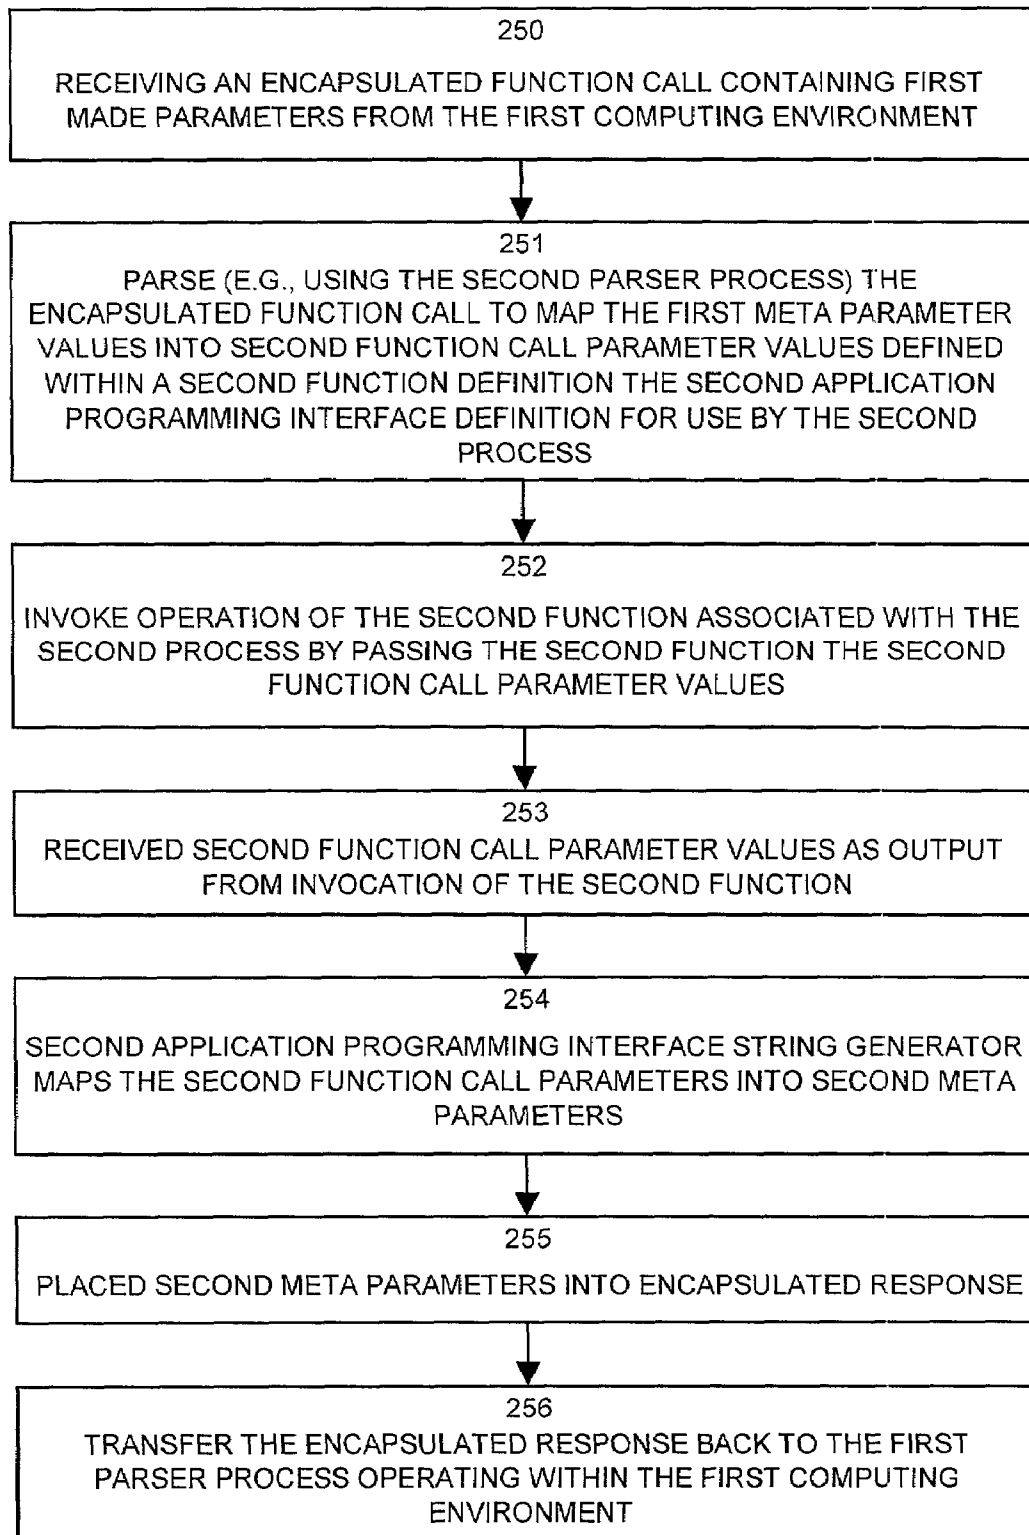 250
RECEIVING AN ENCAPSULATED FUNCTION CALL CONTAINING FIRST
MADE PARAMETERS FROM THE FIRST COMPUTING ENVIRONMENT
251
PARSE (E.G., USING THE SECOND PARSER PROCESS) THE
ENCAPSULATED FUNCTION CALL TO MAP THE FIRST META PARAMETER
VALUES INTO SECOND FUNCTION CALL PARAMETER VALUES DEFINED
WITHIN A SECOND FUNCTION DEFINITION THE SECOND APPLICATION
PROGRAMMING INTERFACE DEFINITION FOR USE BY THE SECOND
PROCESS
252
INVOKE OPERATION OF THE SECOND FUNCTION ASSOCIATED WITH THE
SECOND PROCESS BY PASSING THE SECOND FUNCTION THE SECOND
FUNCTION CALL PARAMETER VALUES
253
RECEIVED SECOND FUNCTION CALL PARAMETER VALUES AS OUTPUT
FROM INVOCATION OF THE SECOND FUNCTION
254
SECOND APPLICATION PROGRAMMING INTERFACE STRING GENERATOR
MAPS THE SECOND FUNCTION CALL PARAMETERS INTO SECOND META
PARAMETERS
255
PLACED SECOND META PARAMETERS INTO ENCAPSULATED RESPONSE
256
TRANSFER THE ENCAPSULATED RESPONSE BACK TO THE FIRST
PARSER PROCESS OPERATING WITHIN THE FIRST COMPUTING
ENVIRONMENT